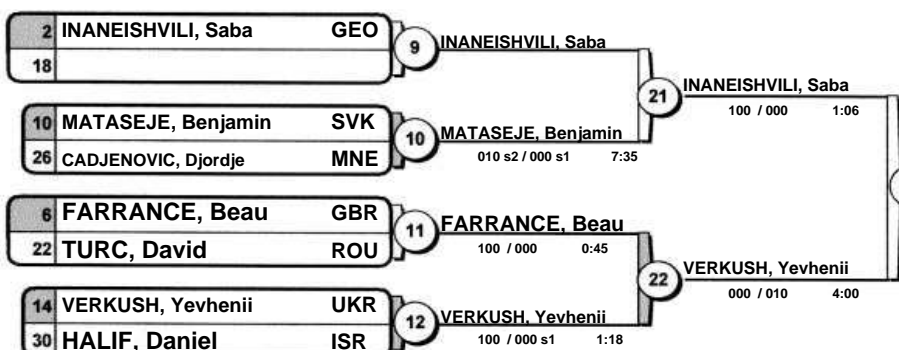 2 INANEISHVILI, Saba GEO
18
9
INANEISHVILI, Saba
10 MATASEJE, Benjamin SVK
26 CADJENOVIC, Djordje MNE
10
MATASEJE, Benjamin
010 s2 / 000 s1 7:35
21
INANEISHVILI, Saba
100 / 000 1:06
6 FARRANCE, Beau GBR
22 TURC, David ROU
11
FARRANCE, Beau
100 / 000 0:45
14 VERKUSH, Yevhenii UKR
30 HALIF, Daniel ISR
12
VERKUSH, Yevhenii
100 / 000 s1 1:18
22
VERKUSH, Yevhenii
000 / 010 4:00